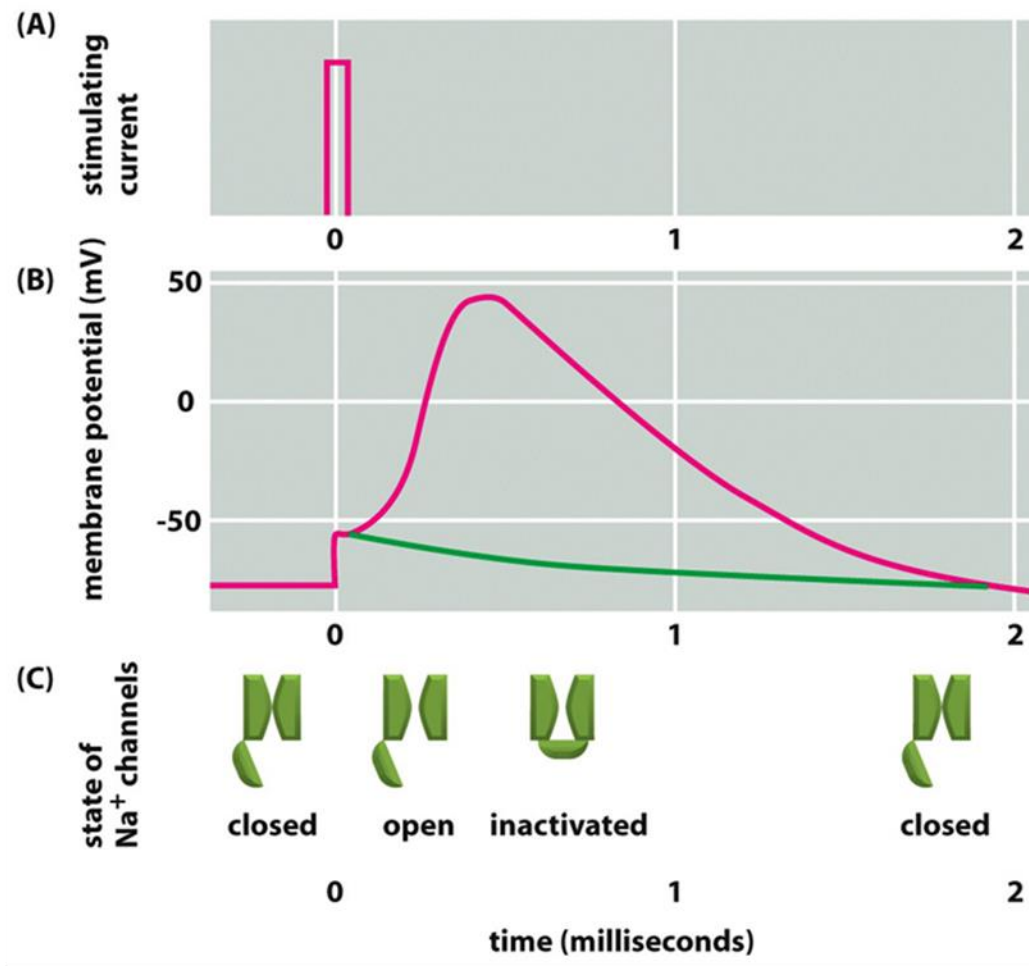 (A)
stimulating
current
0 1 2
(B)
membrane potential (mV)
50
0
-50
0 1 2
(C)
state of
Na+ channels
closed open inactivated closed
0 1 2
time (milliseconds)